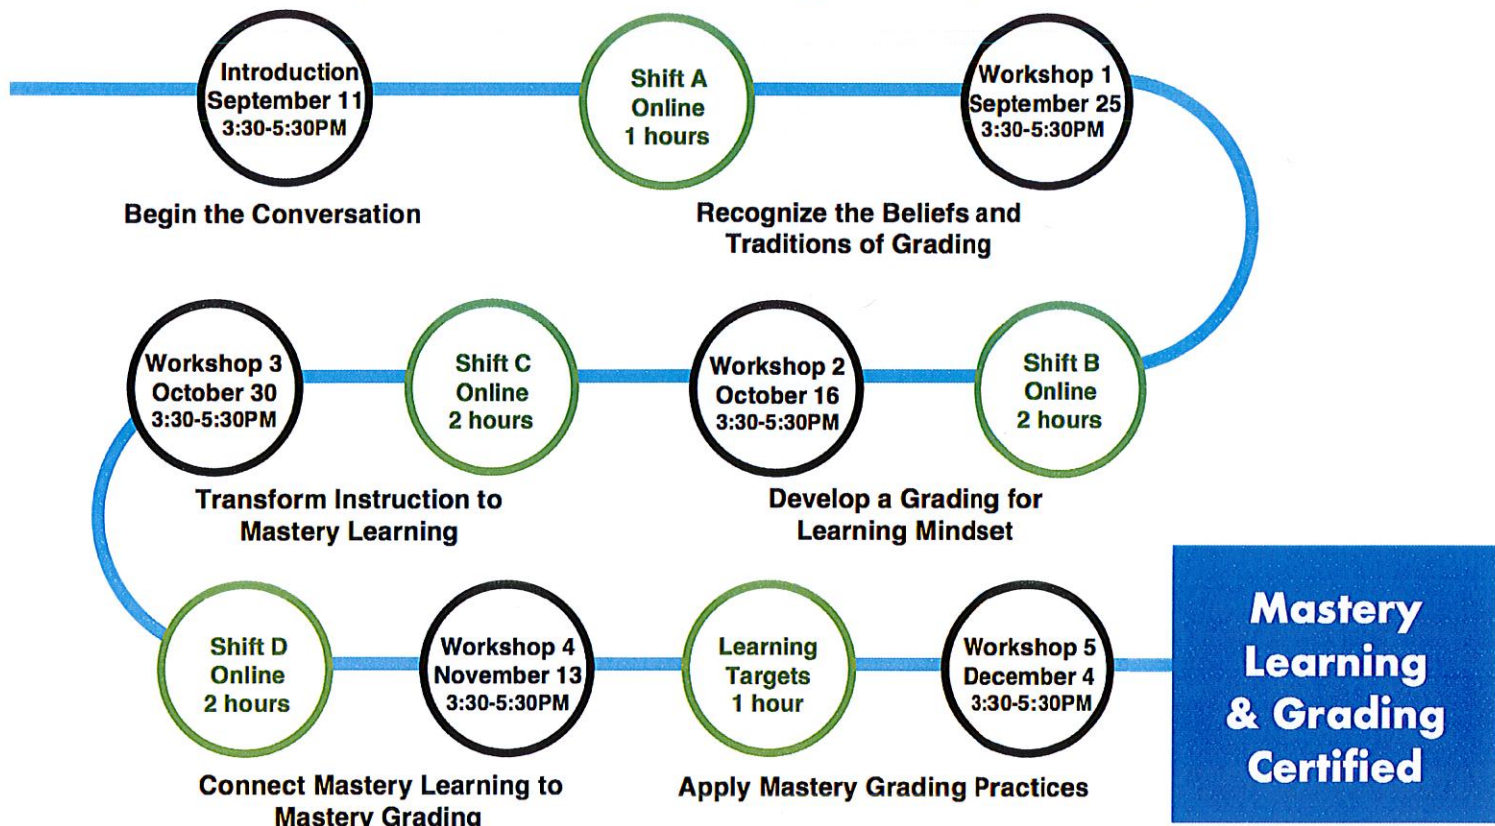 Introduction
September 11
3:30-5:30PM
Begin the Conversation
Shift A
Online
1 hours
Workshop 1
September 25
3:30-5:30PM
Recognize the Beliefs and
Traditions of Grading
Shift B
Online
2 hours
Workshop 2
October 16
3:30-5:30PM
Develop a Grading for
Learning Mindset
Shift C
Online
2 hours
Workshop 3
October 30
3:30-5:30PM
Transform Instruction to
Mastery Learning
Shift D
Online
2 hours
Workshop 4
November 13
3:30-5:30PM
Connect Mastery Learning to
Mastery Grading
Learning
Targets
1 hour
Workshop 5
December 4
3:30-5:30PM
Apply Mastery Grading Practices
Mastery
Learning
& Grading
Certified